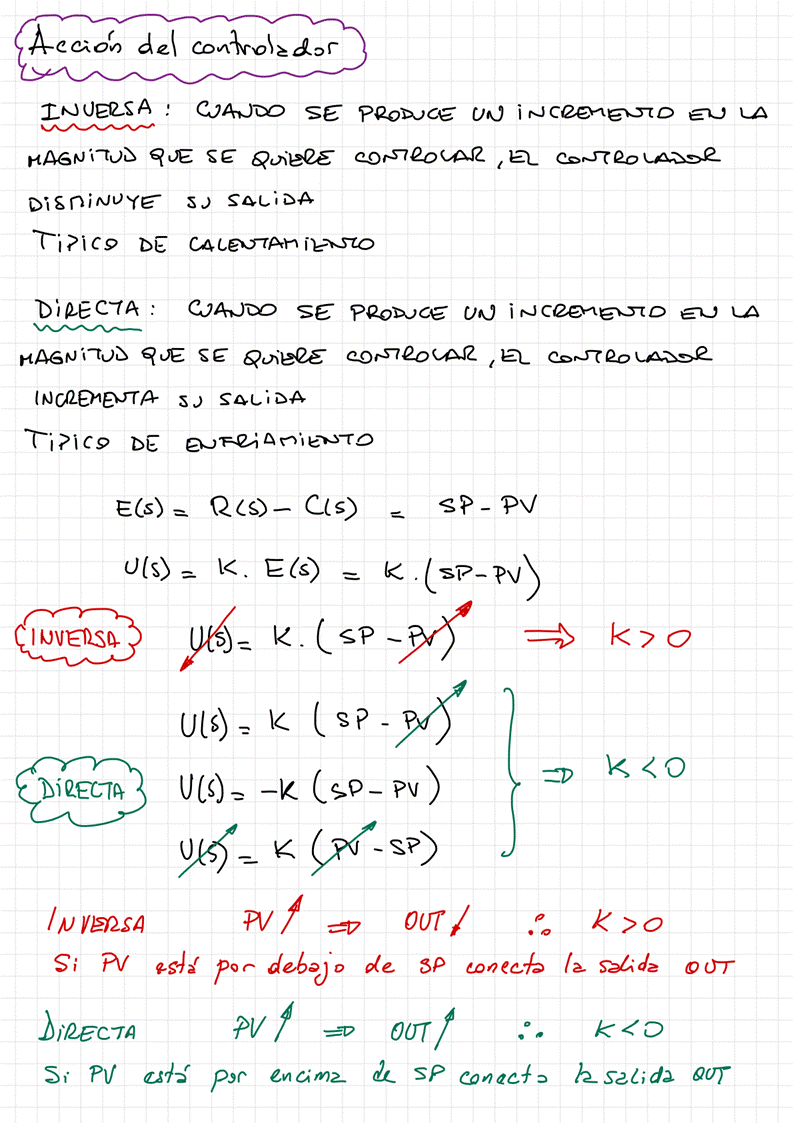 Acción del controlador
INVERSA: CUANDO SE PRODUCE UN INCREMENTO EN LA
MAGNITUD QUE SE QUIERE CONTROLAR, EL CONTROLADOR
DISMINUYE SU SALIDA
TIPICO DE CALENTAMIENTO
DIRECTA: CUANDO SE PRODUCE UN INCREMENTO EN LA
MAGNITUD QUE SE QUIERE CONTROLAR, EL CONTROLADOR
INCREMENTA SU SALIDA
TIPICO DE ENFRIAMIENTO
E(s) = R(s) - C(s) = SP - PV
U(s) = K. E(s) = K.(SP-PV)
INVERSA U(s) = K. (SP - PV) ⇒ K > 0
U(s) = K (SP - PV)
DIRECTA U(s) = -K (SP - PV) ⇒ K < 0
U(s) = K (PV - SP)
INVERSA PV ↑ ⇒ OUT ↓ ∴ K > 0
Si PV está por debajo de SP conecta la salida OUT
DIRECTA PV ↑ ⇒ OUT ↑ ∴ K < 0
Si PV está por encima de SP conecta la salida OUT